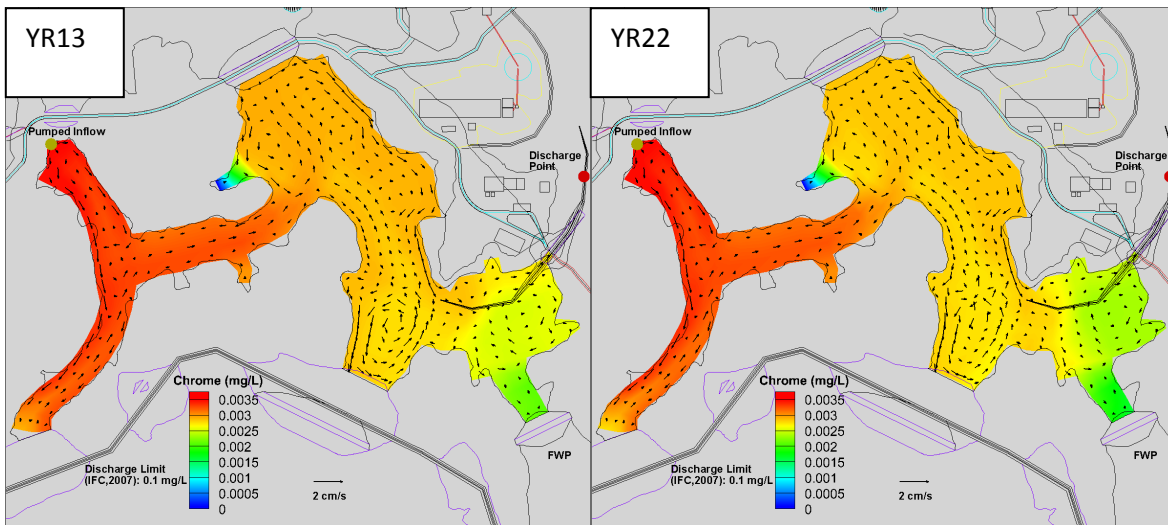 YR13
Pumped Inflow
Discharge
Point
Chrome (mg/L)
0.0035
0.003
0.0025
0.002
0.0015
0.001
0.0005
0
Discharge Limit
(IFC,2007): 0.1 mg/L
2 cm/s
FWP
YR22
Pumped Inflow
Discharge
Point
Chrome (mg/L)
0.0035
0.003
0.0025
0.002
0.0015
0.001
0.0005
0
Discharge Limit
(IFC,2007): 0.1 mg/L
2 cm/s
FWP